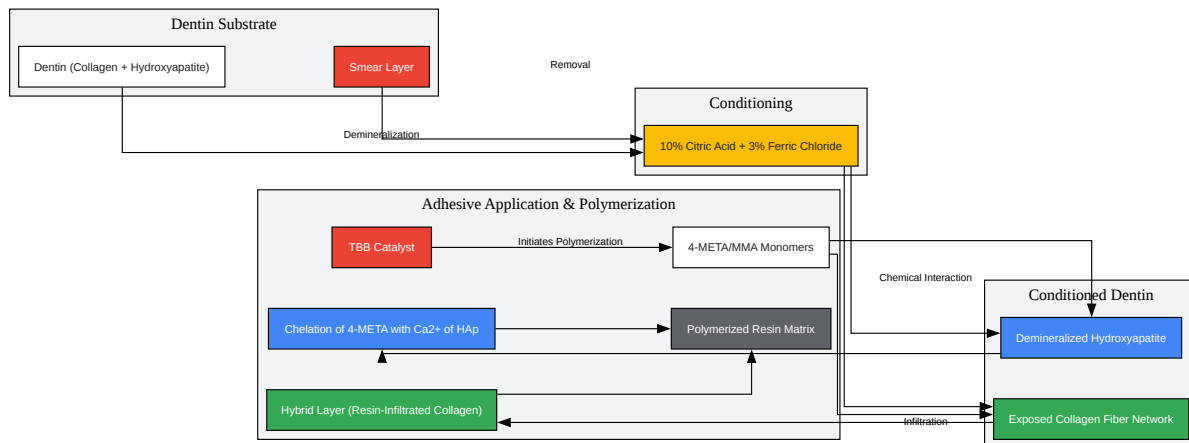 Dentin Substrate
Dentin (Collagen + Hydroxyapatite)
Smear Layer
Removal
Conditioning
Demineralization
10% Citric Acid + 3% Ferric Chloride
Adhesive Application & Polymerization
TBB Catalyst
Initiates Polymerization
4-META/MMA Monomers
Chemical Interaction
Conditioned Dentin
Chelation of 4-META with Ca2+ of HAp
Polymerized Resin Matrix
Demineralized Hydroxyapatite
Hybrid Layer (Resin-Infiltrated Collagen)
Infiltration
Exposed Collagen Fiber Network